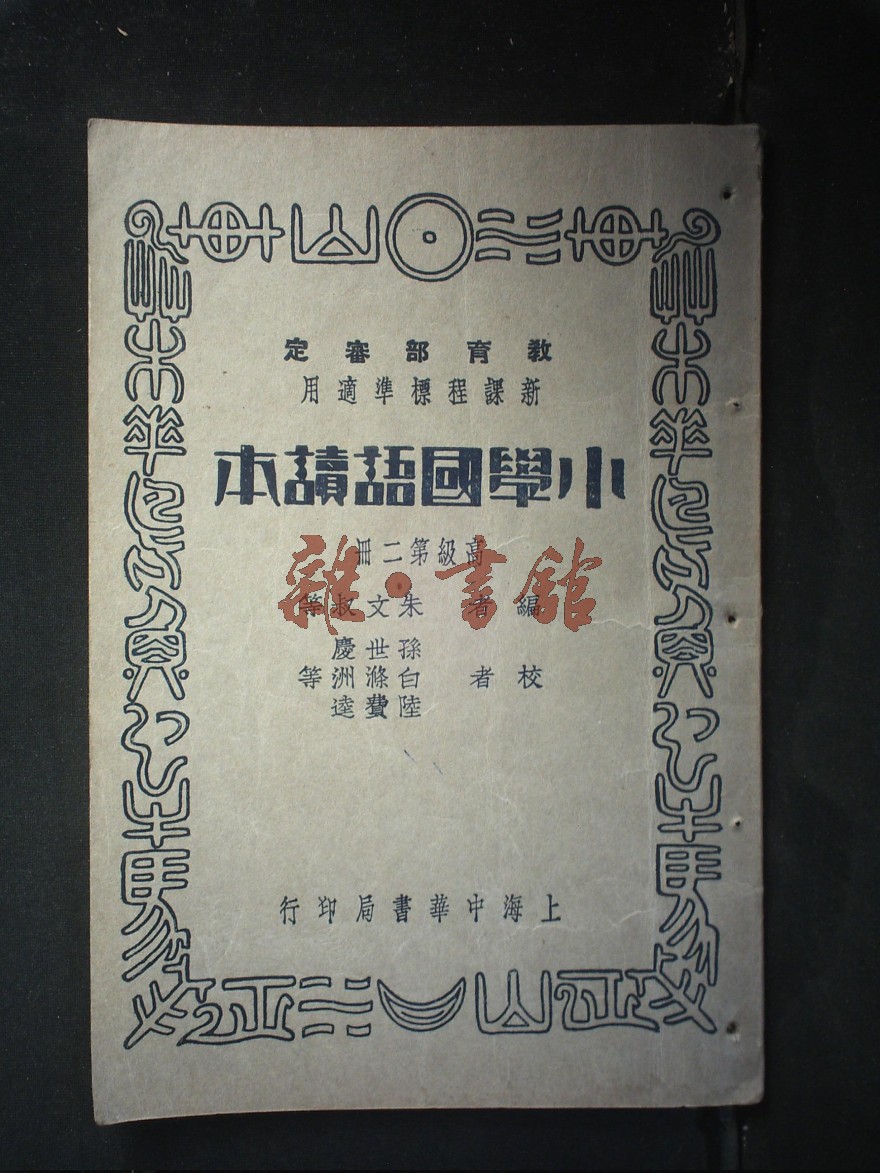 教育部審定
新課程標準適用
小學國語讀本
高級第二冊
編者 朱文叔等
校者 孫世慶 白滌洲 陸費逵 等
上海中華書局印行
雜·書館